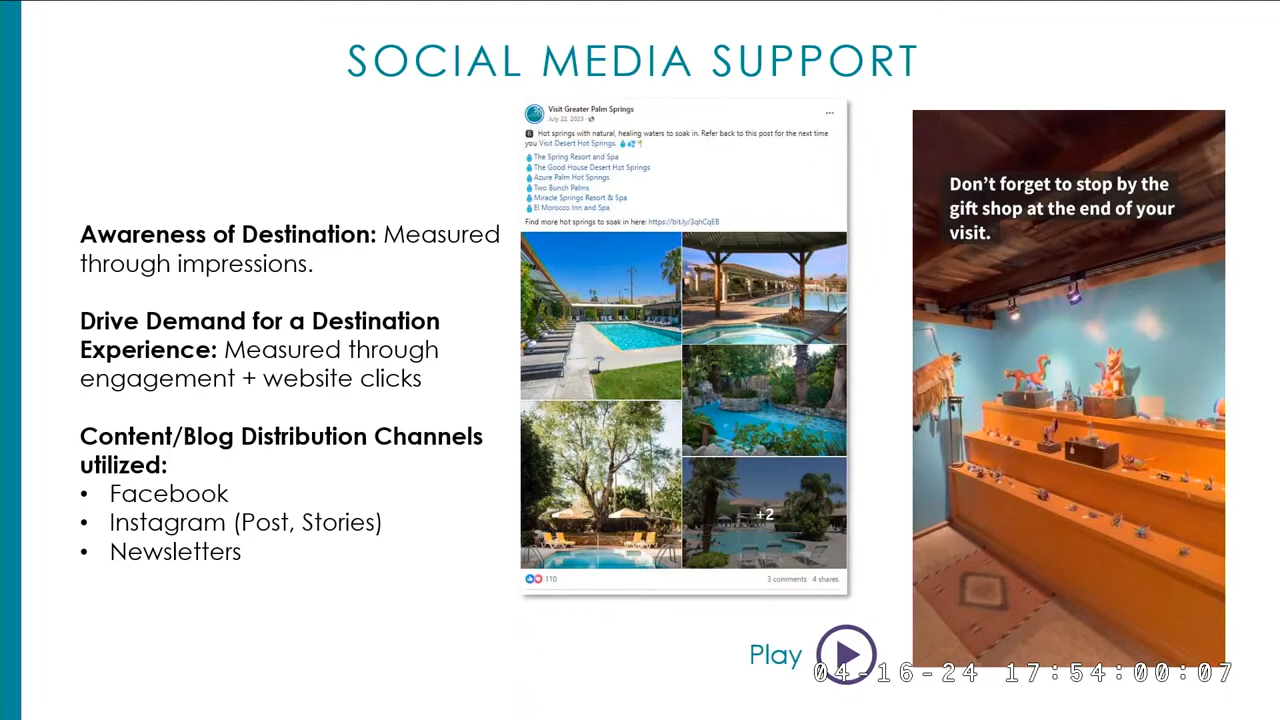 SOCIAL MEDIA SUPPORT
Awareness of Destination: Measured
through impressions.
Drive Demand for a Destination
Experience: Measured through
engagement + website clicks
Content/Blog Distribution Channels
utilized:
• Facebook
• Instagram (Post, Stories)
• Newsletters
Visit Greater Palm Springs
July 22, 2023
6 Hot springs with natural, healing waters to soak in. Refer back to this post for the next time
you Visit Desert Hot Springs.
The Spring Resort and Spa
The Good House Desert Hot Springs
Azure Palm Hot Springs
Two Bunch Palms
Miracle Springs Resort & Spa
El Morocco Inn and Spa
Find more hot springs to soak in here: https://bit.ly/3qhCqEB
+2
110
3 comments 4 shares
Don't forget to stop by the
gift shop at the end of your
visit.
Play
04-16-24 17:54:00:07